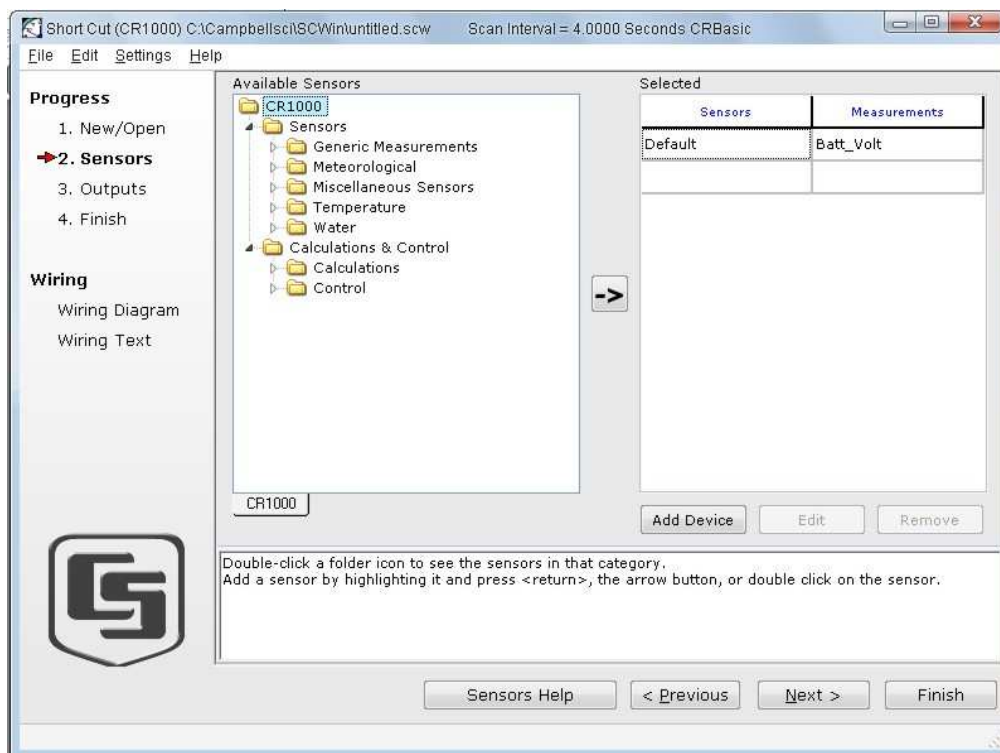 Short Cut (CR1000) C:\Campbellsci\SCWin\untitled.scw Scan Interval = 4.0000 Seconds CRBasic
File Edit Settings Help
Progress
1. New/Open
2. Sensors
3. Outputs
4. Finish
Wiring
Wiring Diagram
Wiring Text
Available Sensors
CR1000
Sensors
Generic Measurements
Meteorological
Miscellaneous Sensors
Temperature
Water
Calculations & Control
Calculations
Control
CR1000
->
Selected
Sensors Measurements
Default Batt_Volt
Add Device Edit Remove
Double-click a folder icon to see the sensors in that category.
Add a sensor by highlighting it and press <return>, the arrow button, or double click on the sensor.
CS
Sensors Help < Previous Next > Finish